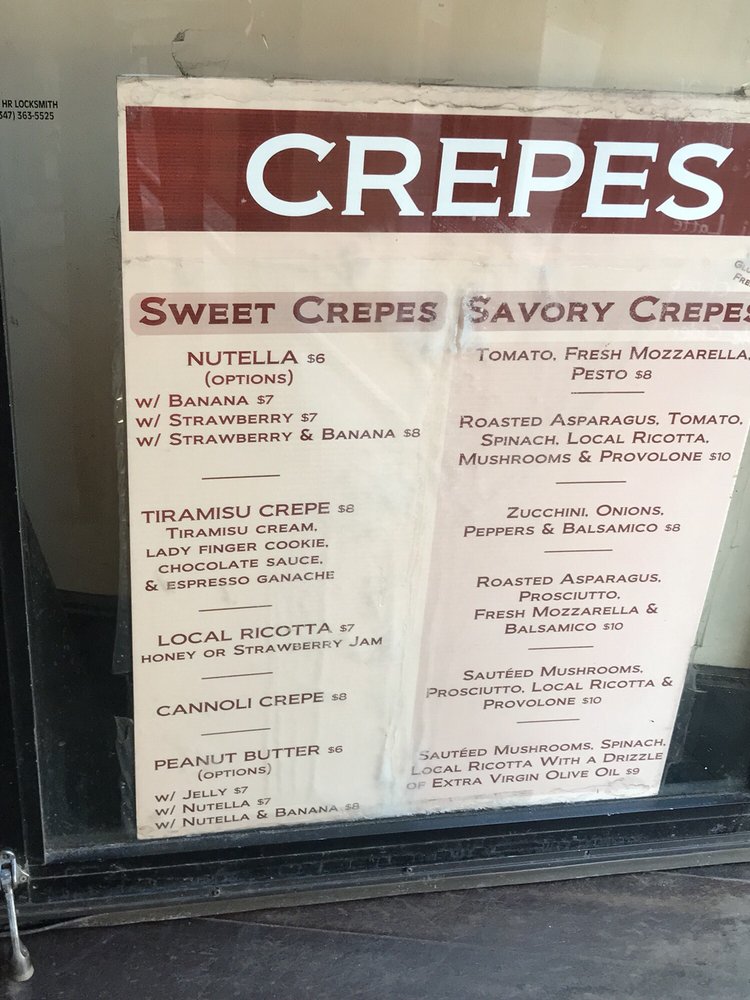 HR LOCKSMITH
347) 363-5525
CREPES
SWEET CREPES
NUTELLA $6
(OPTIONS)
W/ BANANA $7
W/ STRAWBERRY $7
W/ STRAWBERRY & BANANA $8
TIRAMISU CREPE $8
TIRAMISU CREAM,
LADY FINGER COOKIE,
CHOCOLATE SAUCE,
& ESPRESSO GANACHE
LOCAL RICOTTA $7
HONEY OR STRAWBERRY JAM
CANNOLI CREPE $8
PEANUT BUTTER $6
(OPTIONS)
W/ JELLY $7
W/ NUTELLA $7
W/ NUTELLA & BANANA $8
SAVORY CREPES
TOMATO, FRESH MOZZARELLA,
PESTO $8
ROASTED ASPARAGUS, TOMATO,
SPINACH, LOCAL RICOTTA,
MUSHROOMS & PROVOLONE $10
ZUCCHINI, ONIONS,
PEPPERS & BALSAMICO $8
ROASTED ASPARAGUS,
PROSCIUTTO,
FRESH MOZZARELLA &
BALSAMICO $10
SAUTÉED MUSHROOMS,
PROSCIUTTO, LOCAL RICOTTA &
PROVOLONE $10
SAUTÉED MUSHROOMS, SPINACH,
LOCAL RICOTTA WITH A DRIZZLE
OF EXTRA VIRGIN OLIVE OIL $9